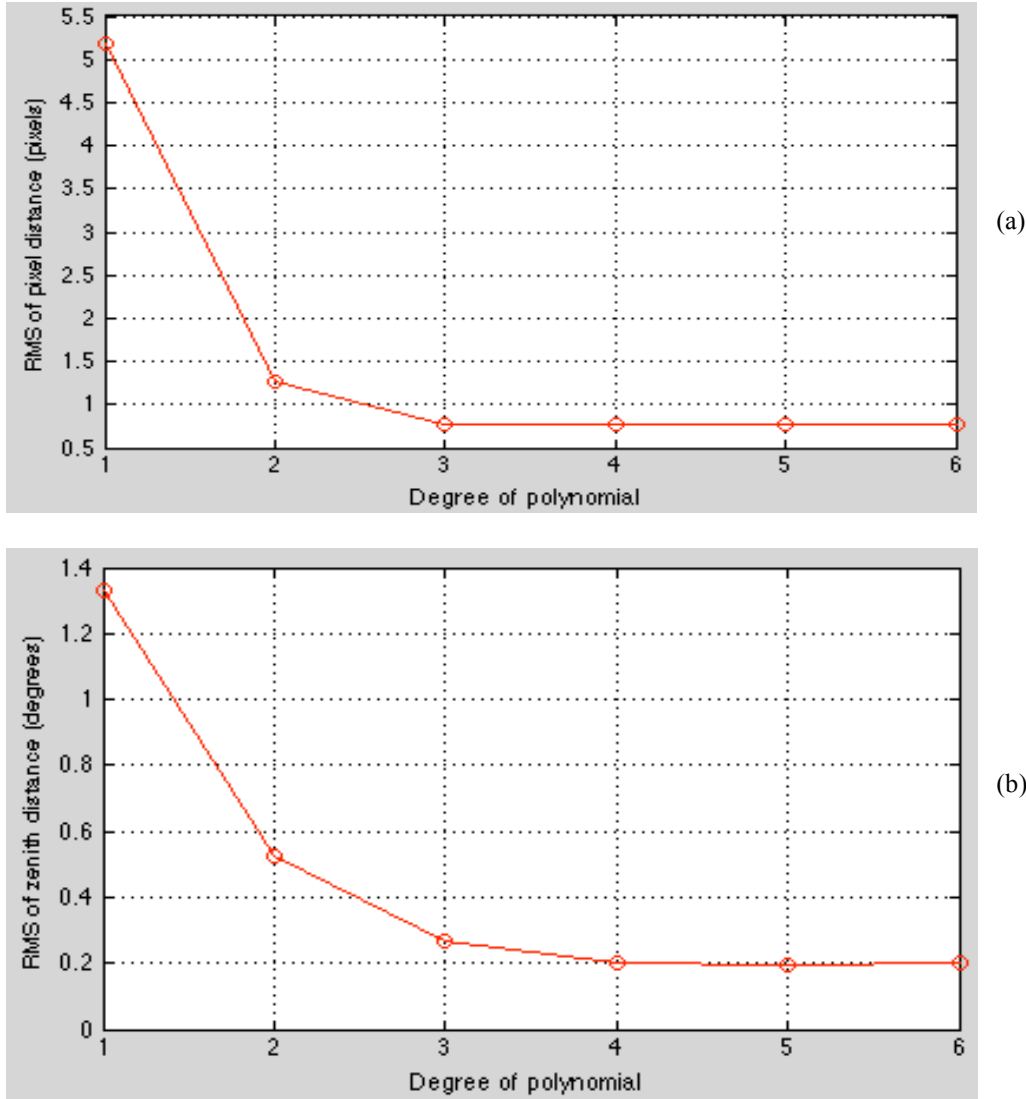 5.5
5
4.5
4
3.5
3
2.5
2
1.5
1
0.5
RMS of pixel distance (pixels)
1 2 3 4 5 6
Degree of polynomial
(a)
1.4
1.2
1
0.8
0.6
0.4
0.2
0
RMS of zenith distance (degrees)
1 2 3 4 5 6
Degree of polynomial
(b)